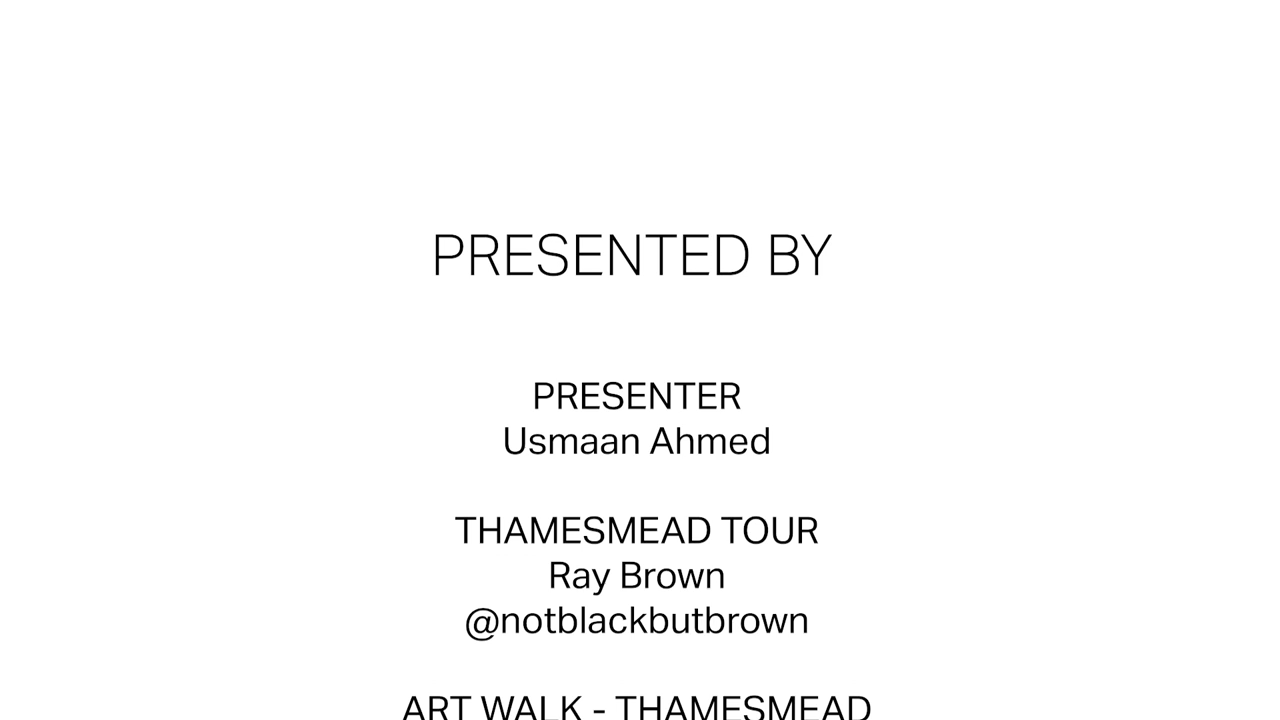 PRESENTED BY
PRESENTER
Usmaan Ahmed
THAMESMEAD TOUR
Ray Brown
@notblackbutbrown
ART WALK - THAMESMEAD